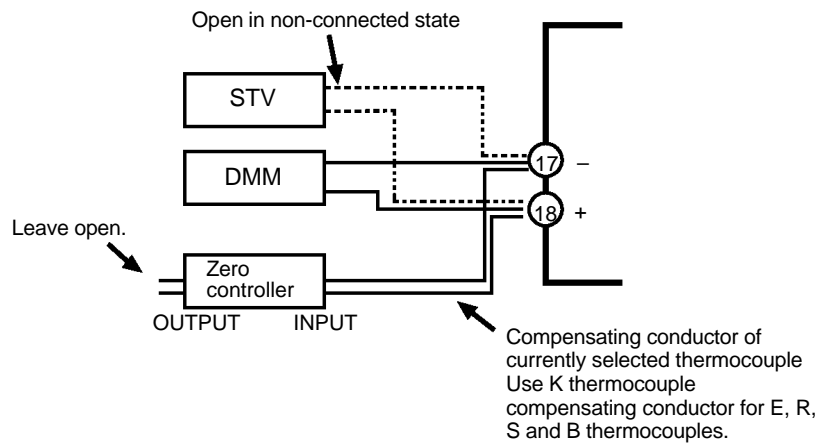 Open in non-connected state
STV
DMM
17 –
18 +
Leave open.
Zero
controller
OUTPUT INPUT
Compensating conductor of
currently selected thermocouple
Use K thermocouple
compensating conductor for E, R,
S and B thermocouples.